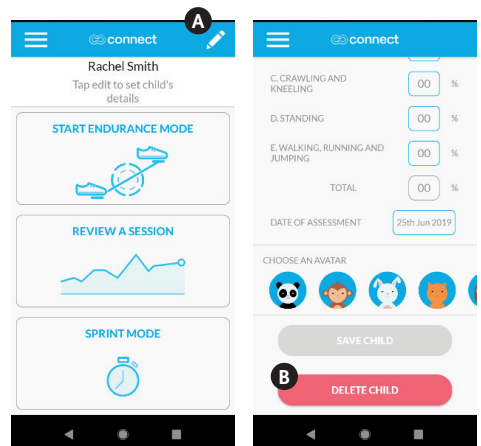 A
connect
Rachel Smith
Tap edit to set child's
details
START ENDURANCE MODE
REVIEW A SESSION
SPRINT MODE
connect
C. CRAWLING AND
KNEELING
00 %
D. STANDING
00 %
E. WALKING, RUNNING AND
JUMPING
00 %
TOTAL
00 %
DATE OF ASSESSMENT
25th Jun 2019
CHOOSE AN AVATAR
SAVE CHILD
B
DELETE CHILD